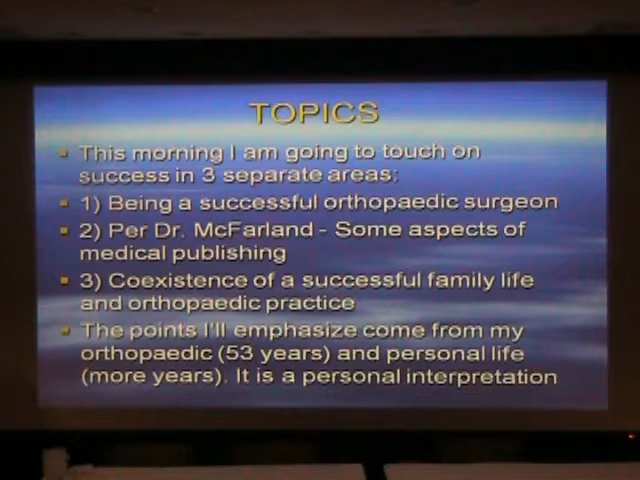 TOPICS
This morning I am going to touch on
success in 3 separate areas:
1) Being a successful orthopaedic surgeon
2) Per Dr. McFarland - Some aspects of
medical publishing
3) Coexistence of a successful family life
and orthopaedic practice
The points I'll emphasize come from my
orthopaedic (53 years) and personal life
(more years). It is a personal interpretation